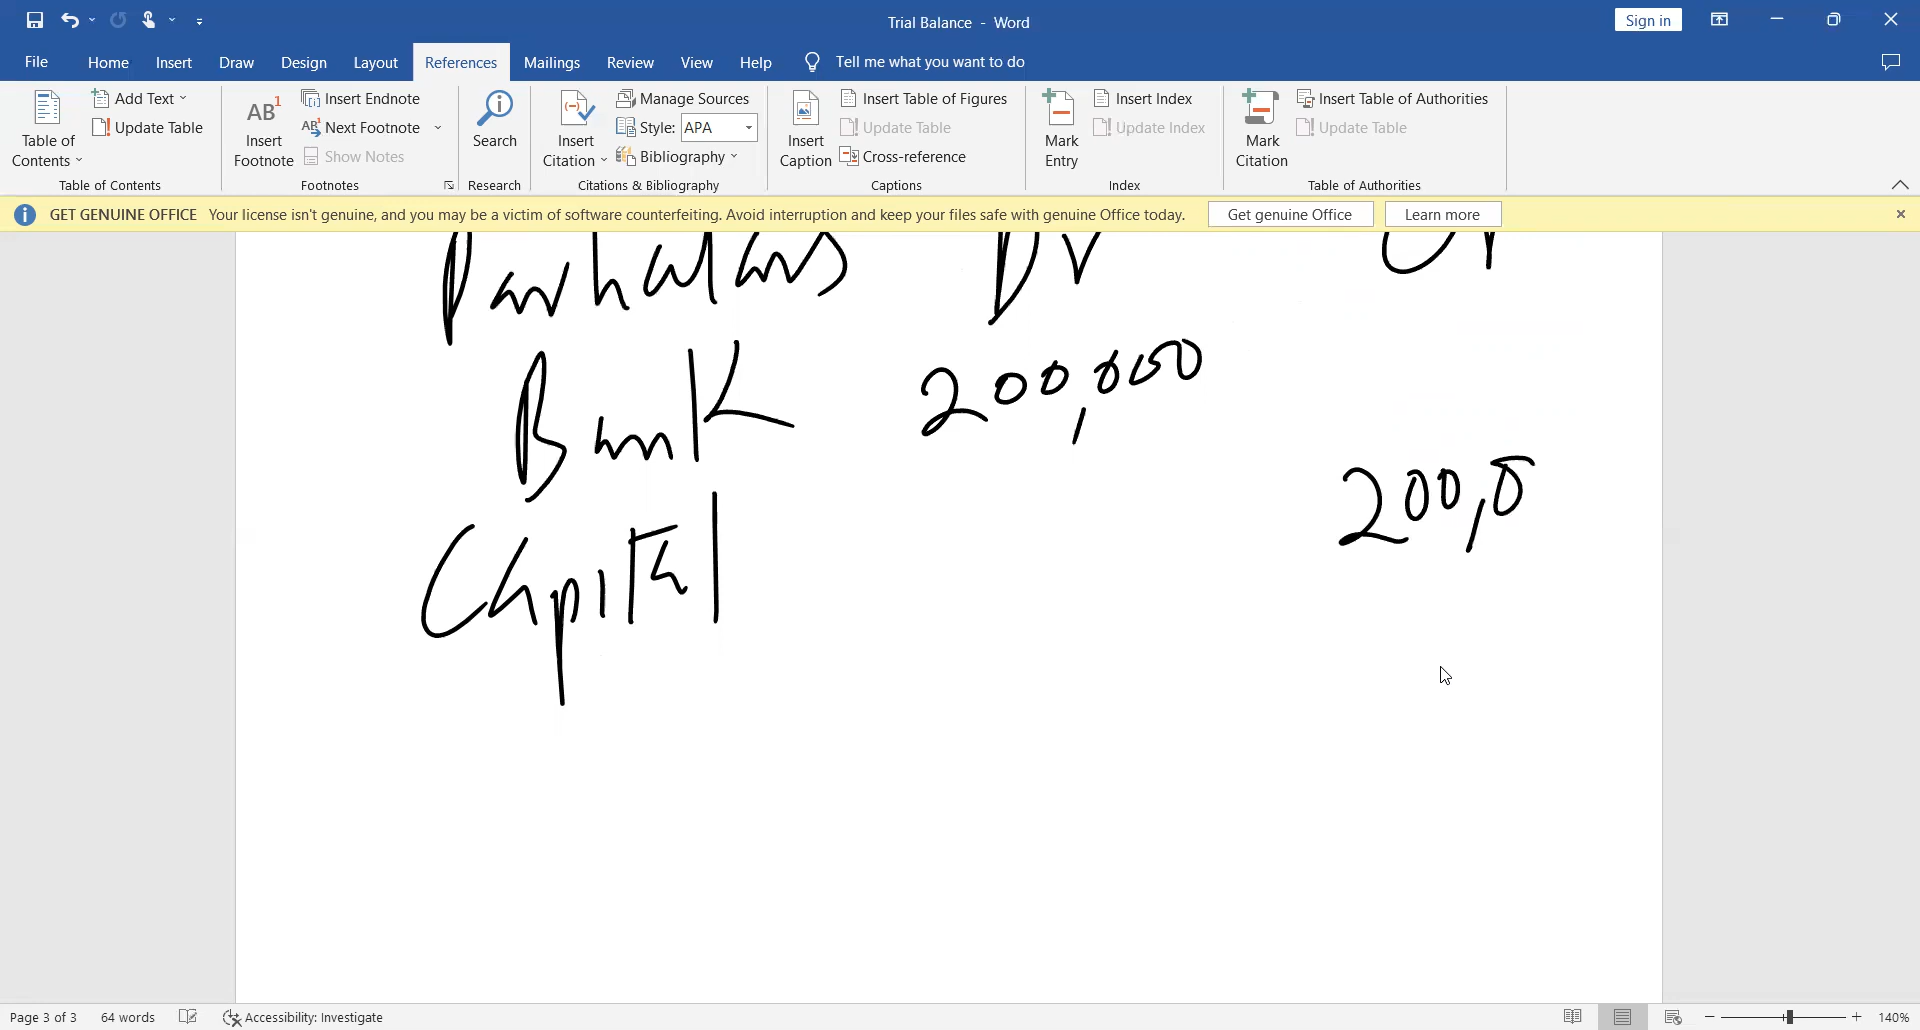 Trial Balance - Word
Sign in
File Home Insert Draw Design Layout References Mailings Review View Help Tell me what you want to do
Table of Contents
Add Text
Update Table
Table of Contents
AB1 Insert Footnote
Insert Endnote
AB1 Next Footnote
Show Notes
Footnotes
Search
Research
Insert Citation
Manage Sources
Style: APA
Bibliography
Citations & Bibliography
Insert Caption
Insert Table of Figures
Update Table
Cross-reference
Captions
Mark Entry
Insert Index
Update Index
Index
Mark Citation
Insert Table of Authorities
Update Table
Table of Authorities
GET GENUINE OFFICE Your license isn't genuine, and you may be a victim of software counterfeiting. Avoid interruption and keep your files safe with genuine Office today. Get genuine Office Learn more
Dr Cr
Bank 200,000
Capital 200,0
Page 3 of 3 64 words Accessibility: Investigate 140%